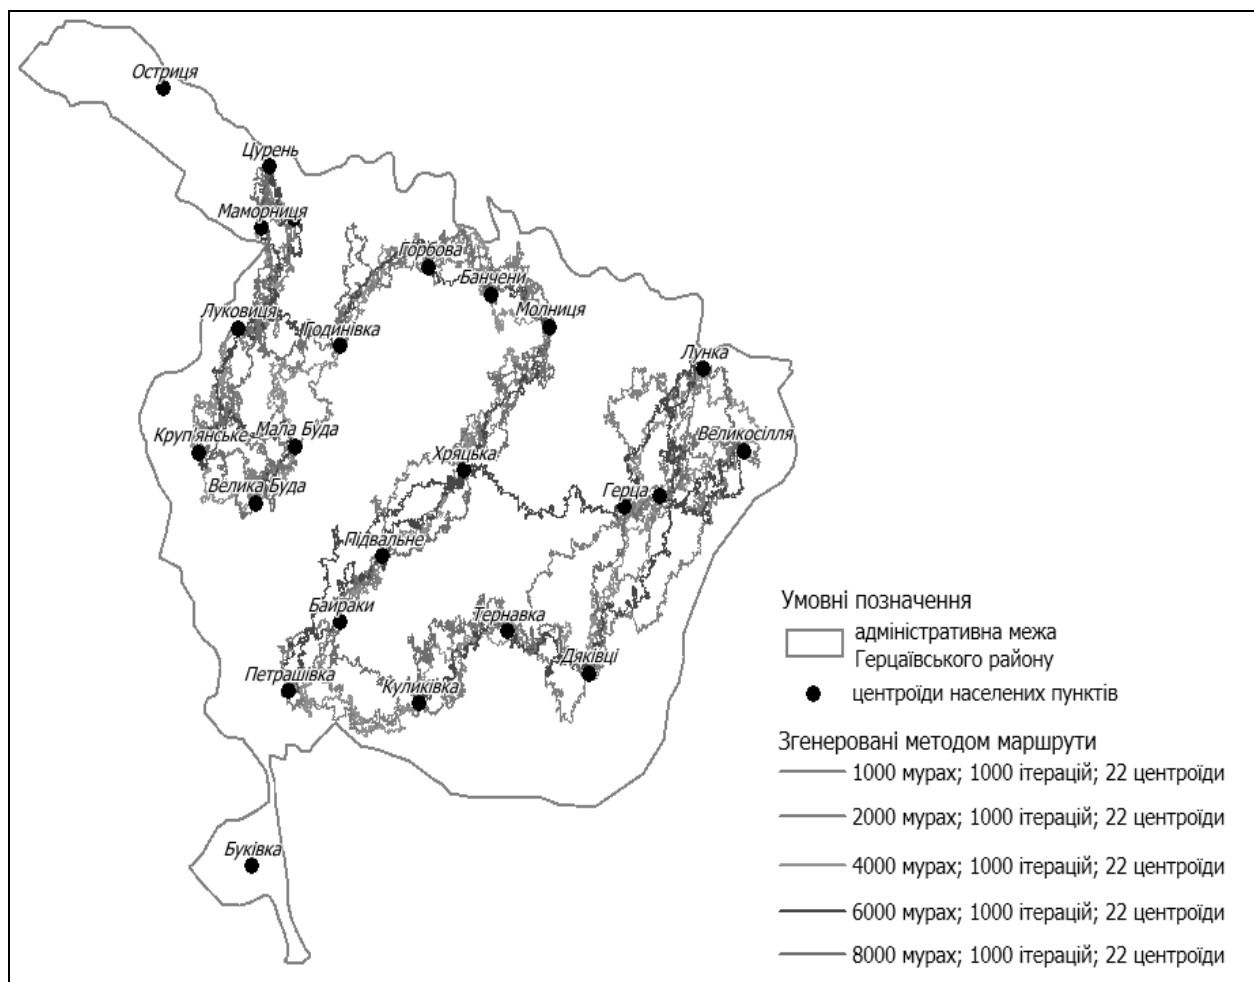 Остриця
Цурень
Маморниця
Горбова
Банчени
Луковиця
Годинівка
Молниця
Лунка
Круп'янське
Мала Буда
Великосілля
Хряцька
Велика Буда
Герца
Підвальне
Байраки
Тернавка
Петрашівка
Куликівка
Дяківці
Буківка
Умовні позначення
адміністративна межа
Герцаївського району
центроїди населених пунктів
Згенеровані методом маршрути
1000 мурах; 1000 ітерацій; 22 центроїди
2000 мурах; 1000 ітерацій; 22 центроїди
4000 мурах; 1000 ітерацій; 22 центроїди
6000 мурах; 1000 ітерацій; 22 центроїди
8000 мурах; 1000 ітерацій; 22 центроїди